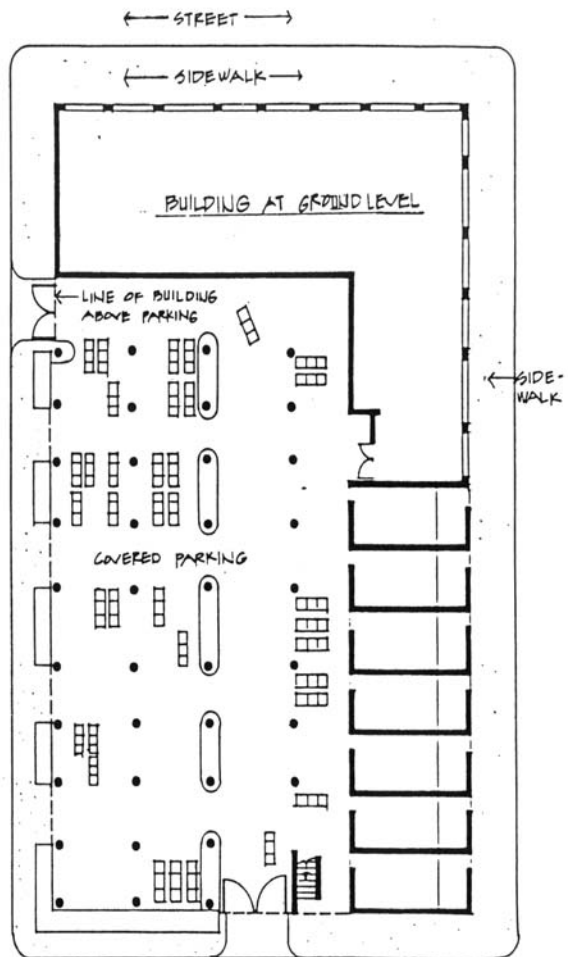 STREET
SIDEWALK
BUILDING AT GROUND LEVEL
LINE OF BUILDING
ABOVE PARKING
SIDE-
WALK
COVERED PARKING